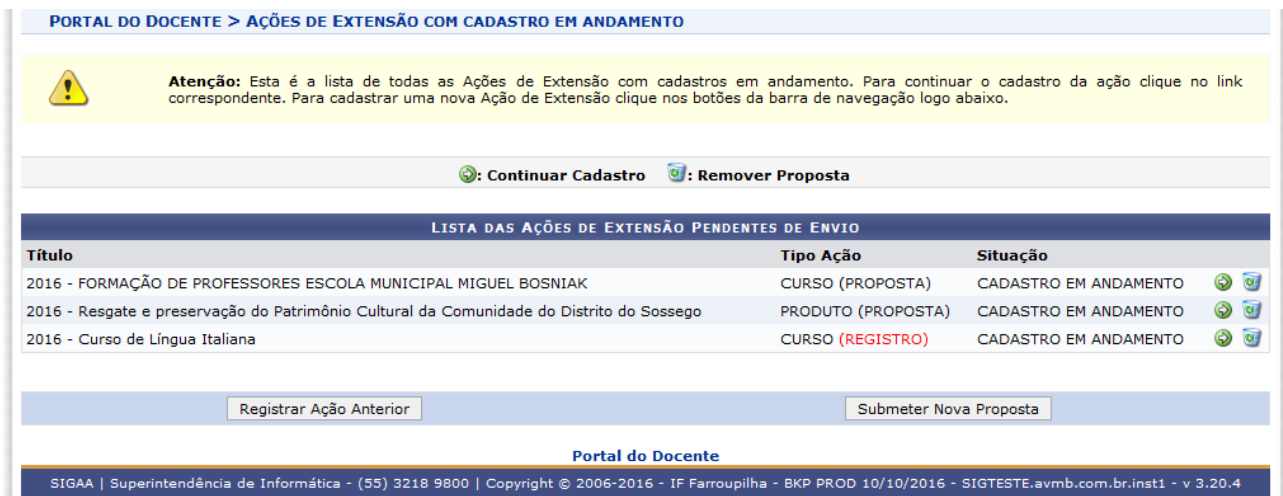 PORTAL DO DOCENTE > AÇÕES DE EXTENSÃO COM CADASTRO EM ANDAMENTO
Atenção: Esta é a lista de todas as Ações de Extensão com cadastros em andamento. Para continuar o cadastro da ação clique no link
correspondente. Para cadastrar uma nova Ação de Extensão clique nos botões da barra de navegação logo abaixo.
: Continuar Cadastro : Remover Proposta
LISTA DAS AÇÕES DE EXTENSÃO PENDENTES DE ENVIO
Título Tipo Ação Situação
2016 - FORMAÇÃO DE PROFESSORES ESCOLA MUNICIPAL MIGUEL BOSNIAK CURSO (PROPOSTA) CADASTRO EM ANDAMENTO
2016 - Resgate e preservação do Patrimônio Cultural da Comunidade do Distrito do Sossego PRODUTO (PROPOSTA) CADASTRO EM ANDAMENTO
2016 - Curso de Língua Italiana CURSO (REGISTRO) CADASTRO EM ANDAMENTO
Registrar Ação Anterior Submeter Nova Proposta
Portal do Docente
SIGAA | Superintendência de Informática - (55) 3218 9800 | Copyright © 2006-2016 - IF Farroupilha - BKP PROD 10/10/2016 - SIGTESTE.avmb.com.br.inst1 - v 3.20.4